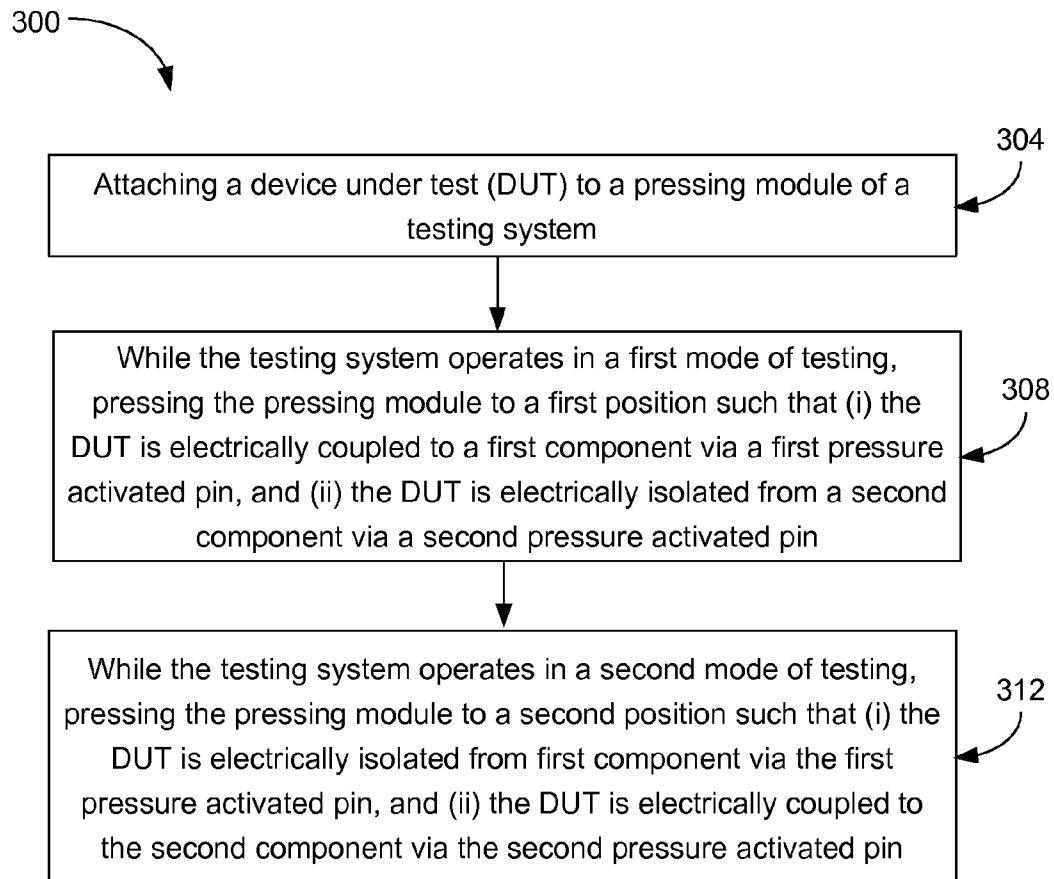 300
304
Attaching a device under test (DUT) to a pressing module of a
testing system
While the testing system operates in a first mode of testing,
pressing the pressing module to a first position such that (i) the
DUT is electrically coupled to a first component via a first pressure
activated pin, and (ii) the DUT is electrically isolated from a second
component via a second pressure activated pin
308
While the testing system operates in a second mode of testing,
pressing the pressing module to a second position such that (i) the
DUT is electrically isolated from first component via the first
pressure activated pin, and (ii) the DUT is electrically coupled to
the second component via the second pressure activated pin
312